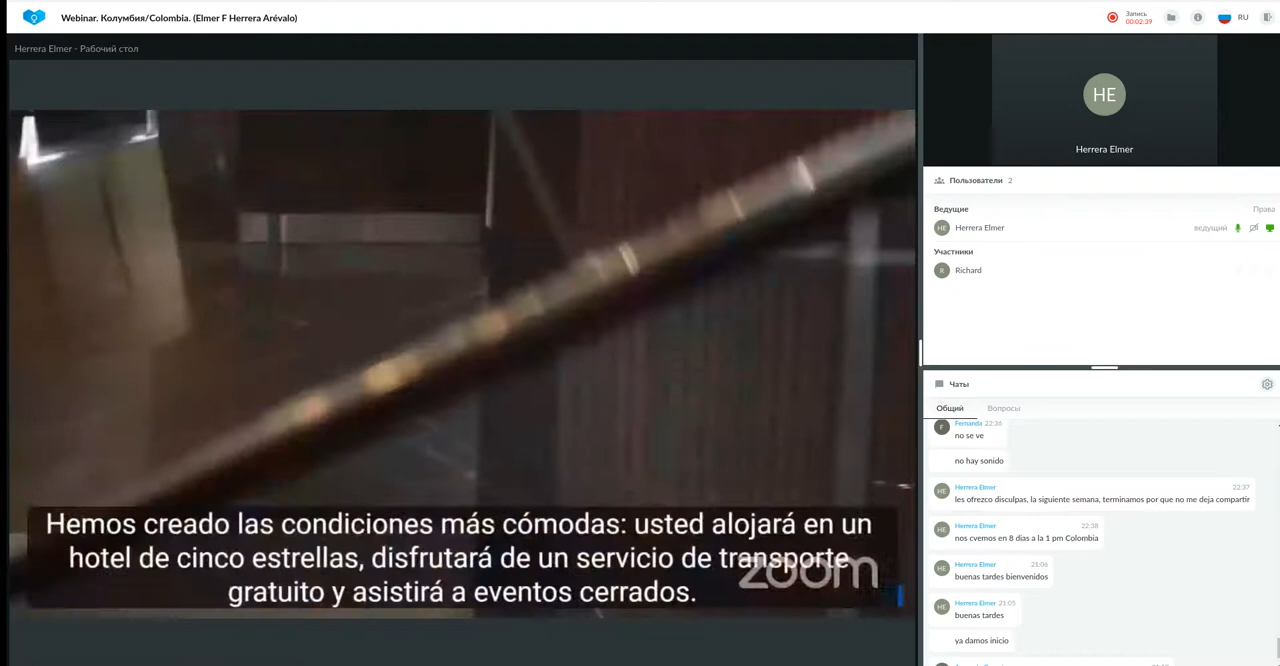 Webinar. Колумбия/Colombia. (Elmer F Herrera Arévalo)
Запись
00:02:39
RU
Herrera Elmer - Рабочий стол
HE
Herrera Elmer
Пользователи 2
Ведущие Права
HE Herrera Elmer ведущий
Участники
R Richard
Чаты
Общий Вопросы
F Fernanda 22:36
no se ve
no hay sonido
HE Herrera Elmer 22:37
les ofrezco disculpas, la siguiente semana, terminamos por que no me deja compartir
HE Herrera Elmer 22:38
nos cvemos en 8 dias a la 1 pm Colombia
HE Herrera Elmer 21:06
buenas tardes bienvenidos
HE Herrera Elmer 21:05
buenas tardes
ya damos inicio
Hemos creado las condiciones más cómodas: usted alojará en un
hotel de cinco estrellas, disfrutará de un servicio de transporte
gratuito y asistirá a eventos cerrados.
zoom